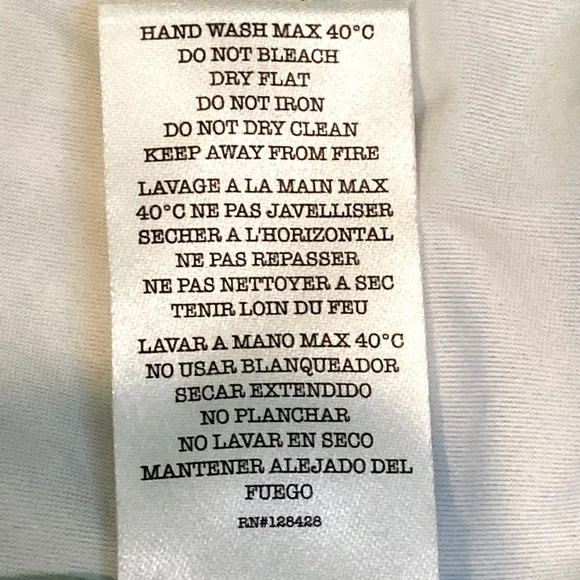 HAND WASH MAX 40°C
DO NOT BLEACH
DRY FLAT
DO NOT IRON
DO NOT DRY CLEAN
KEEP AWAY FROM FIRE
LAVAGE A LA MAIN MAX
40°C NE PAS JAVELLISER
SECHER A L'HORIZONTAL
NE PAS REPASSER
NE PAS NETTOYER A SEC
TENIR LOIN DU FEU
LAVAR A MANO MAX 40°C
NO USAR BLANQUEADOR
SECAR EXTENDIDO
NO PLANCHAR
NO LAVAR EN SECO
MANTENER ALEJADO DEL
FUEGO
RN#128428